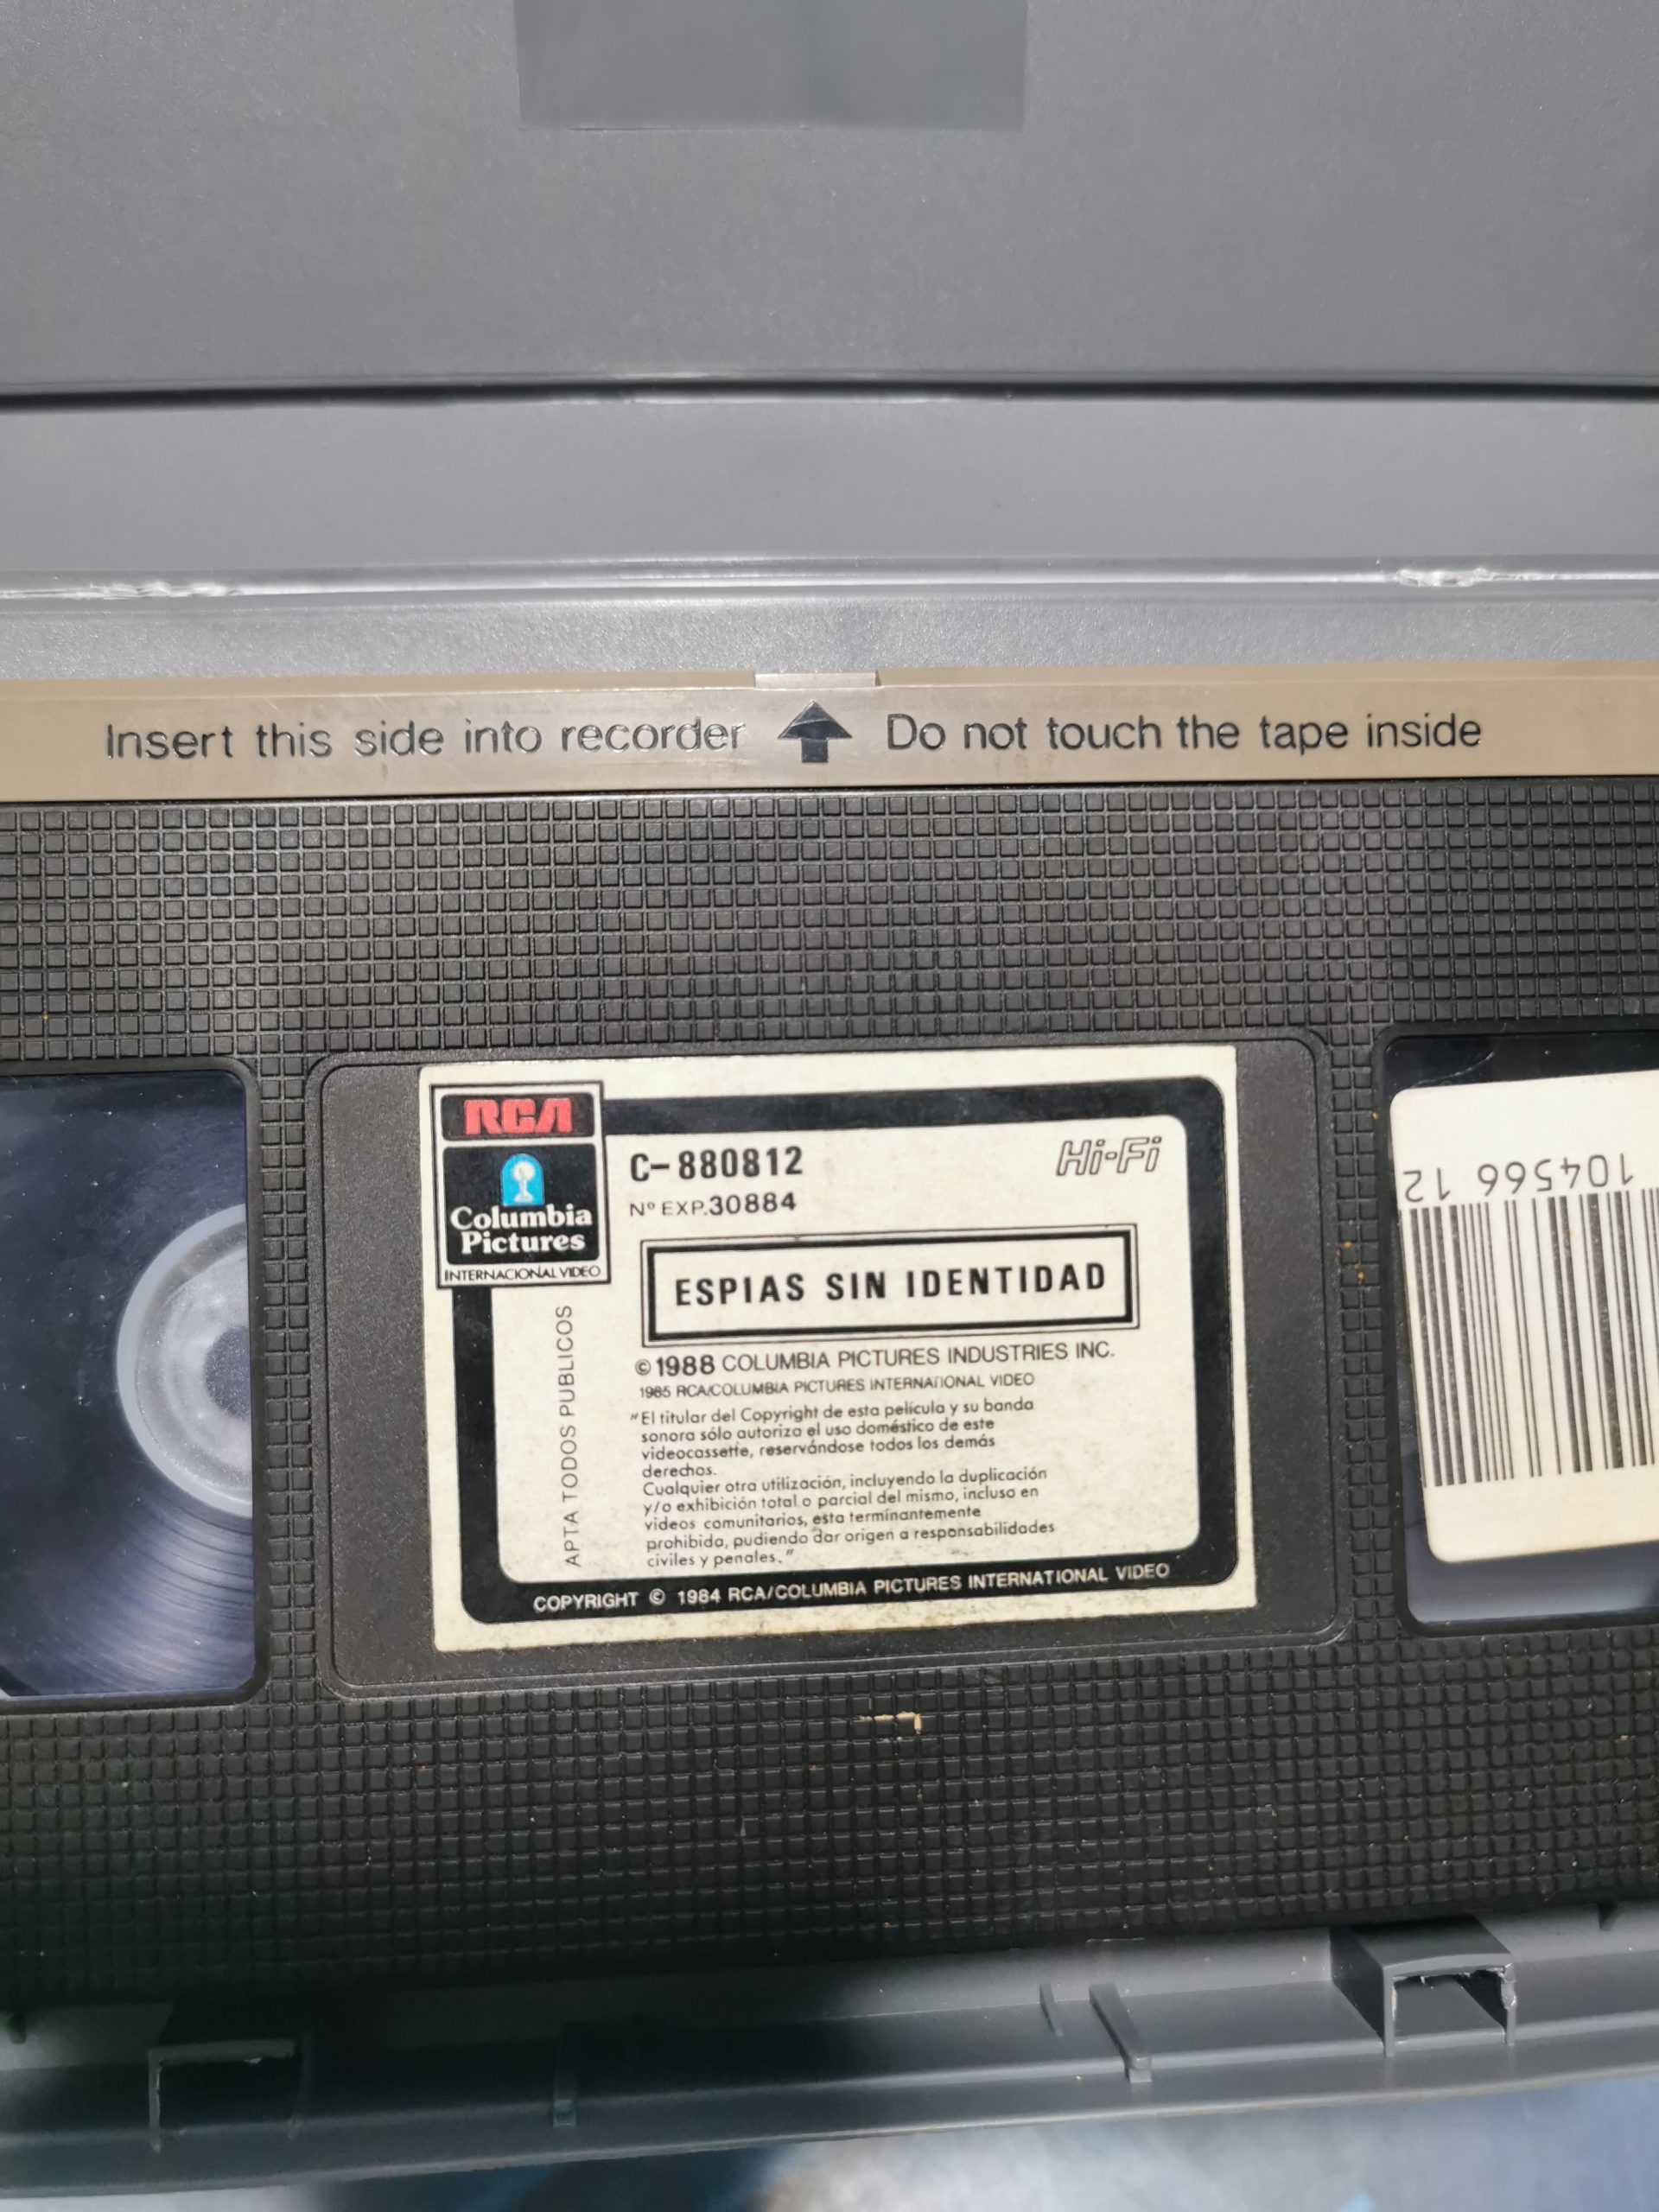 Insert this side into recorder Do not touch the tape inside
RCA
Columbia
Pictures
INTERNACIONAL VIDEO
C-880812
Hi-Fi
Nº EXP.30884
ESPIAS SIN IDENTIDAD
©1988 COLUMBIA PICTURES INDUSTRIES INC.
1985 RCA/COLUMBIA PICTURES INTERNATIONAL VIDEO
"El titular del Copyright de esta película y su banda
sonora sólo autoriza el uso doméstico de este
videocassette, reservándose todos los demás
derechos.
Cualquier otra utilización, incluyendo la duplicación
y/o exhibición total o parcial del mismo, incluso en
videos comunitarios, esta terminantemente
prohibida, pudiendo dar origen a responsabilidades
civiles y penales."
APTA TODOS PUBLICOS
COPYRIGHT © 1984 RCA/COLUMBIA PICTURES INTERNATIONAL VIDEO
104566 12